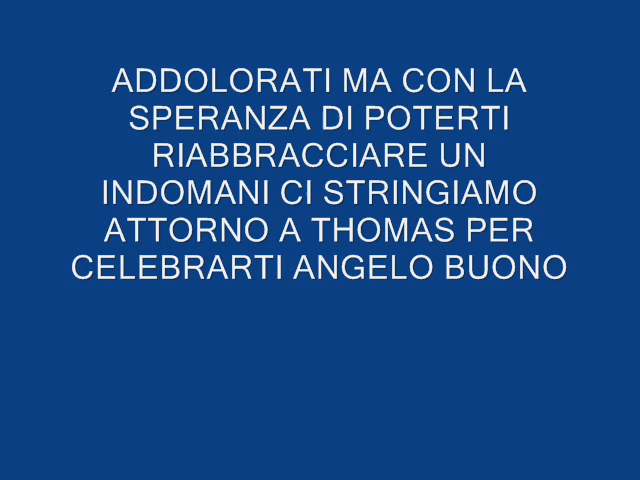 ADDOLORATI MA CON LA
SPERANZA DI POTERTI
RIABBRACCIARE UN
INDOMANI CI STRINGIAMO
ATTORNO A THOMAS PER
CELEBRARTI ANGELO BUONO